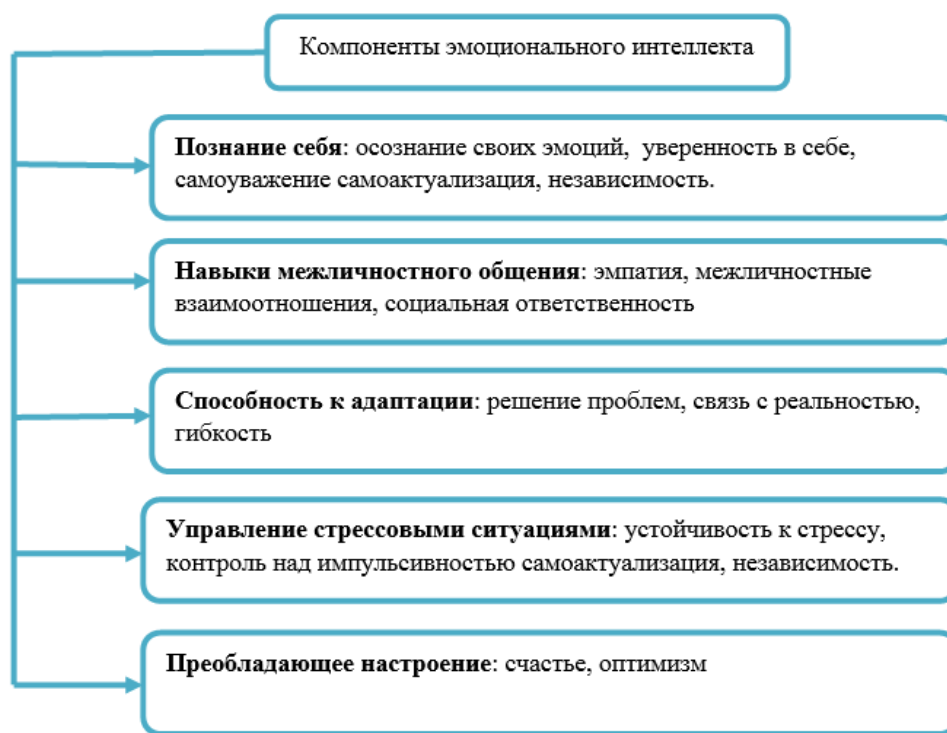 Компоненты эмоционального интеллекта
Познание себя: осознание своих эмоций, уверенность в себе,
самоуважение самоактуализация, независимость.
Навыки межличностного общения: эмпатия, межличностные
взаимоотношения, социальная ответственность
Способность к адаптации: решение проблем, связь с реальностью,
гибкость
Управление стрессовыми ситуациями: устойчивость к стрессу,
контроль над импульсивностью самоактуализация, независимость.
Преобладающее настроение: счастье, оптимизм